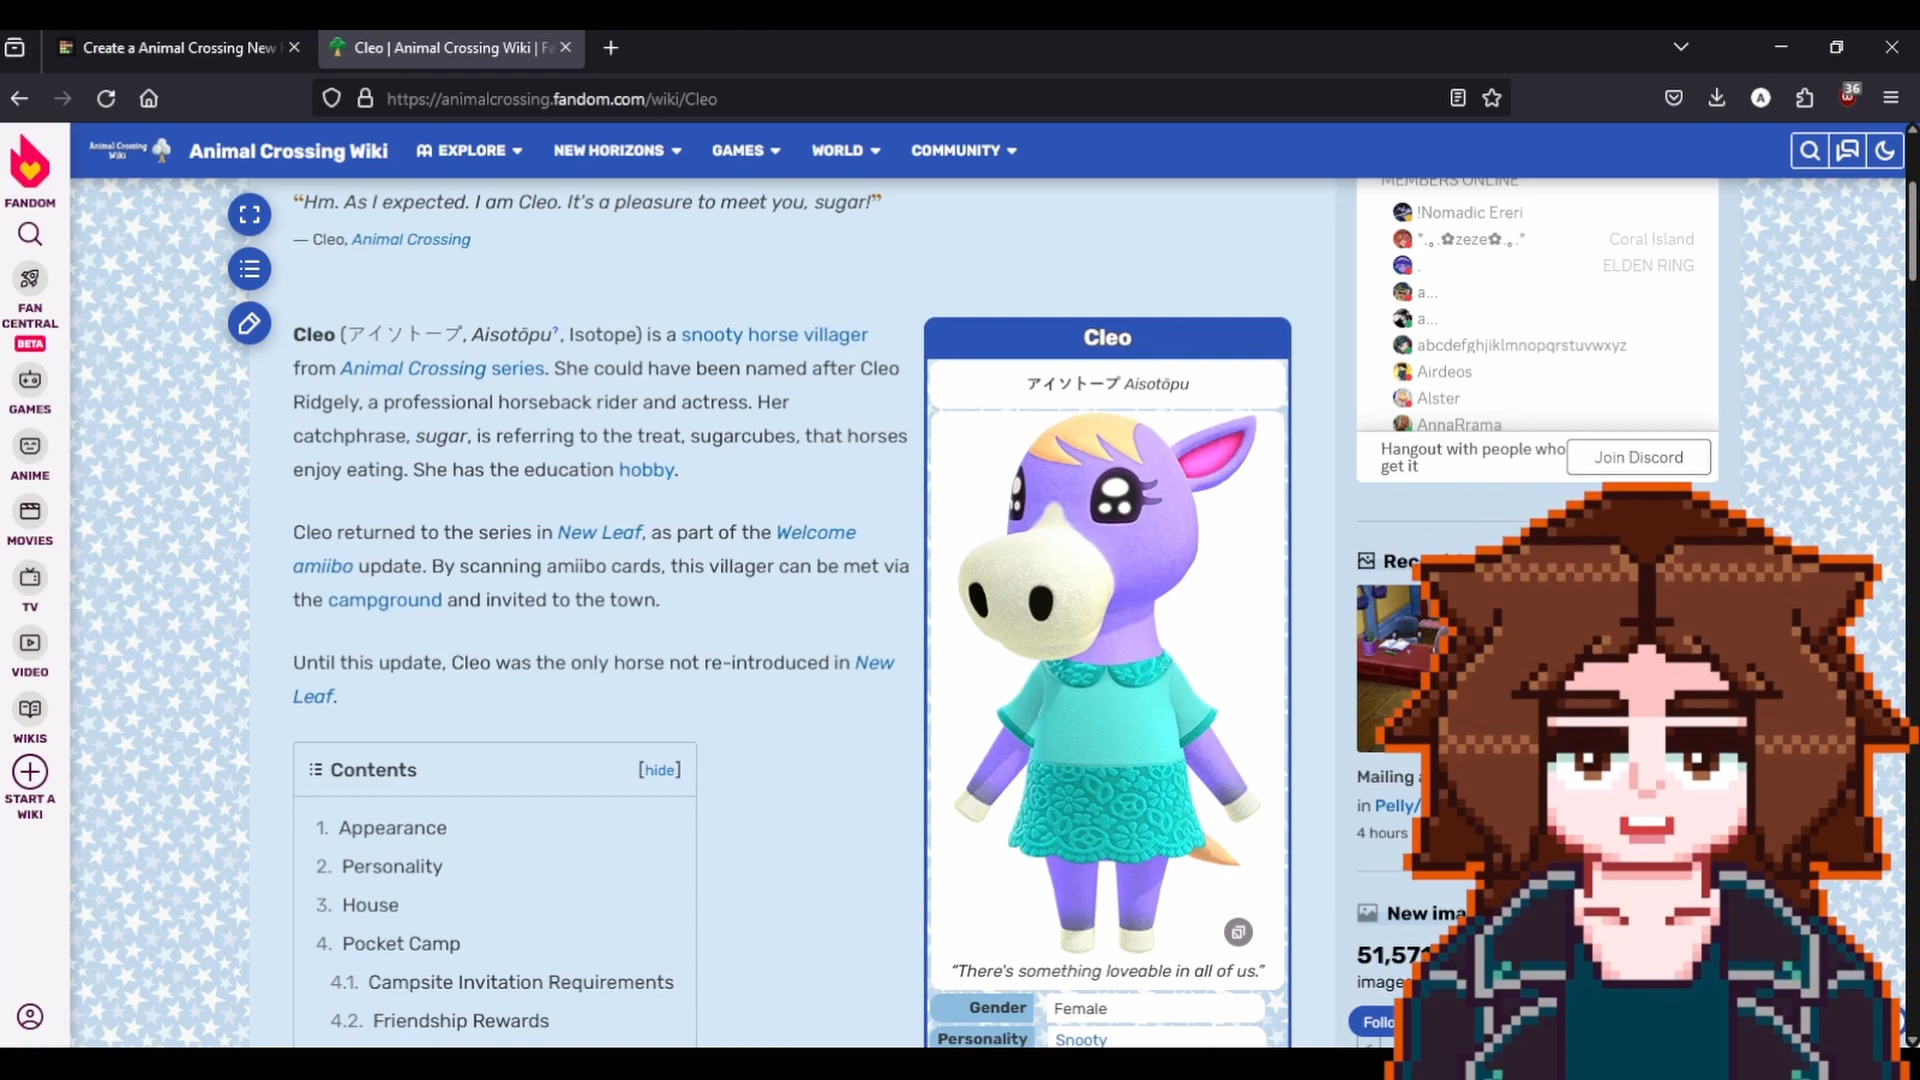 Create a Animal Crossing New
Cleo | Animal Crossing Wiki | Fa
https://animalcrossing.fandom.com/wiki/Cleo
A
36
FANDOM
FAN
CENTRAL
BETA
GAMES
ANIME
MOVIES
TV
VIDEO
WIKIS
START A
WIKI
Animal Crossing
Wiki
Animal Crossing Wiki
EXPLORE
NEW HORIZONS
GAMES
WORLD
COMMUNITY
“Hm. As I expected. I am Cleo. It's a pleasure to meet you, sugar!”
— Cleo, Animal Crossing
Cleo (アイソトープ, Aisotōpu?, Isotope) is a snooty horse villager
from Animal Crossing series. She could have been named after Cleo
Ridgely, a professional horseback rider and actress. Her
catchphrase, sugar, is referring to the treat, sugarcubes, that horses
enjoy eating. She has the education hobby.
Cleo returned to the series in New Leaf, as part of the Welcome
amiibo update. By scanning amiibo cards, this villager can be met via
the campground and invited to the town.
Until this update, Cleo was the only horse not re-introduced in New
Leaf.
Contents [hide]
1. Appearance
2. Personality
3. House
4. Pocket Camp
4.1. Campsite Invitation Requirements
4.2. Friendship Rewards
Cleo
アイソトープ Aisotōpu
“There's something loveable in all of us.”
Gender Female
Personality Snooty
MEMBERS ONLINE
!Nomadic Ereri
*.｡.✿zeze✿.｡.* Coral Island
. ELDEN RING
a...
a...
abcdefghjiklmnopqrstuvwxyz
Airdeos
Alster
AnnaRrama
Hangout with people who
get it
Join Discord
Rec
Mailing
in Pelly/
4 hours
New ima
51,571
image
Follo